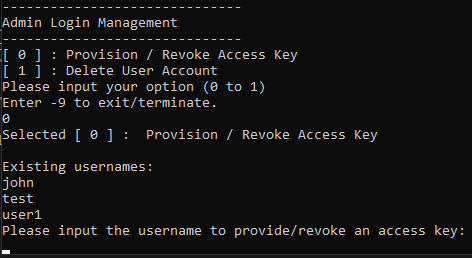 ------------------------------
Admin Login Management
------------------------------
[ 0 ] : Provision / Revoke Access Key
[ 1 ] : Delete User Account
Please input your option (0 to 1)
Enter -9 to exit/terminate.
0
Selected [ 0 ] :  Provision / Revoke Access Key
Existing usernames:
john
test
user1
Please input the username to provide/revoke an access key: